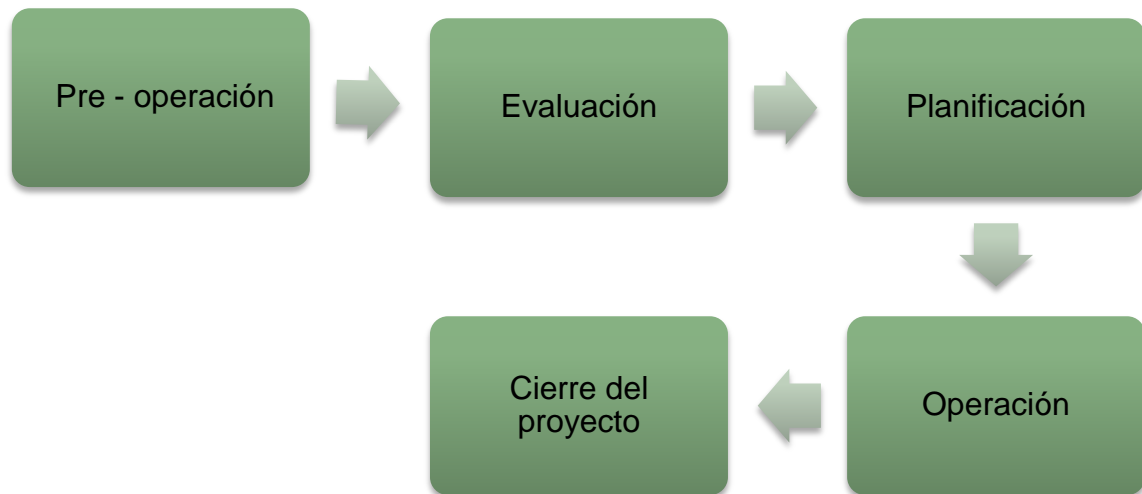 Pre - operación
Evaluación
Planificación
Operación
Cierre del
proyecto